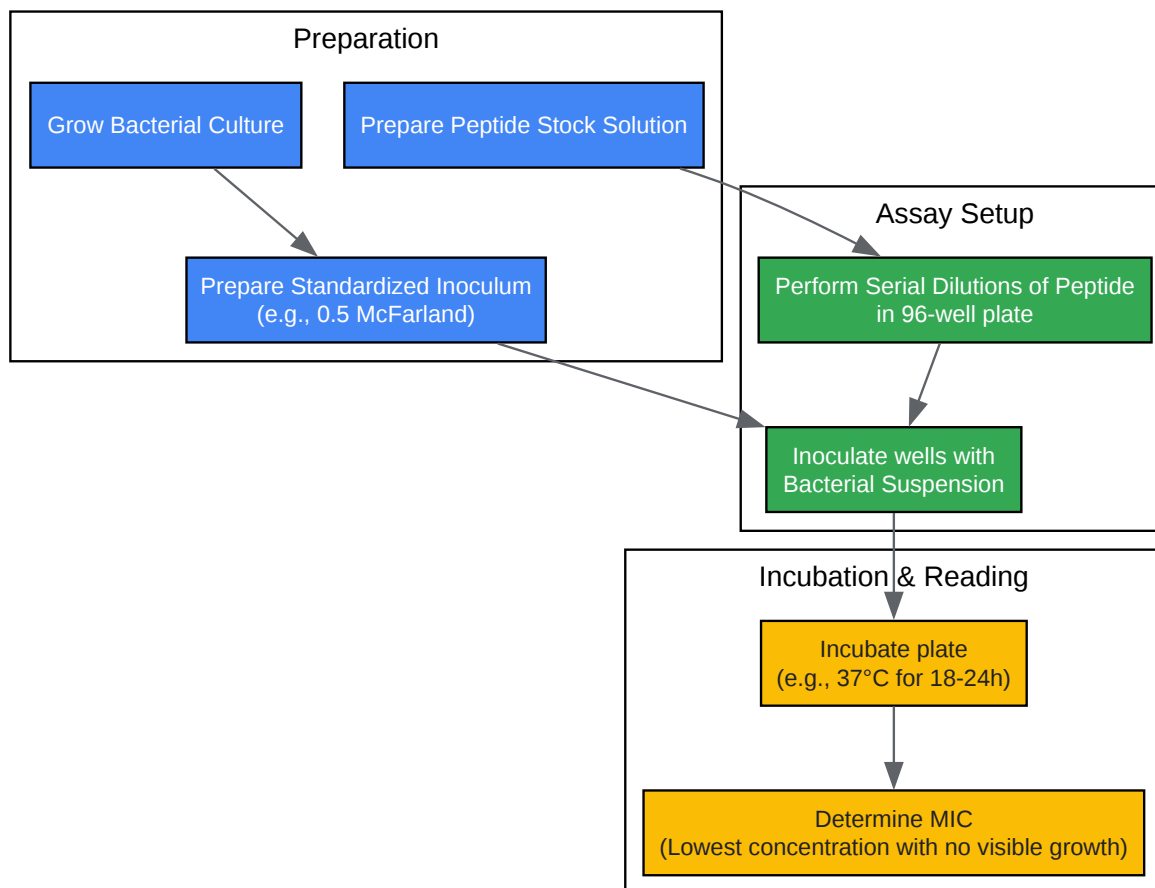 Preparation
Grow Bacterial Culture
Prepare Peptide Stock Solution
Prepare Standardized Inoculum
(e.g., 0.5 McFarland)
Assay Setup
Perform Serial Dilutions of Peptide
in 96-well plate
Inoculate wells with
Bacterial Suspension
Incubation & Reading
Incubate plate
(e.g., 37°C for 18-24h)
Determine MIC
(Lowest concentration with no visible growth)